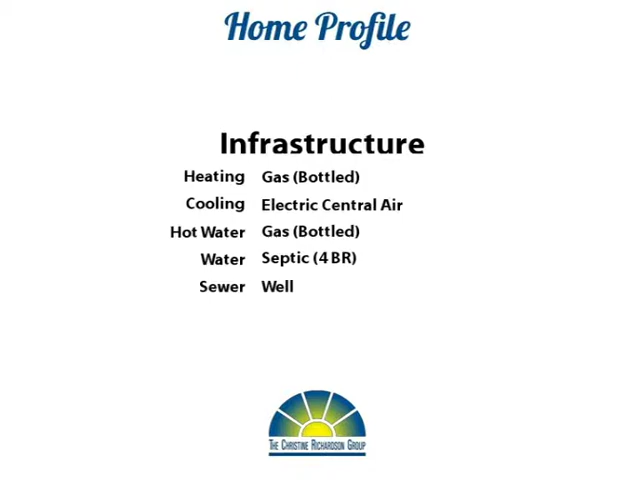 Home Profile
Infrastructure
Heating Gas (Bottled)
Cooling Electric Central Air
Hot Water Gas (Bottled)
Water Septic (4 BR)
Sewer Well
The Christine Richardson Group